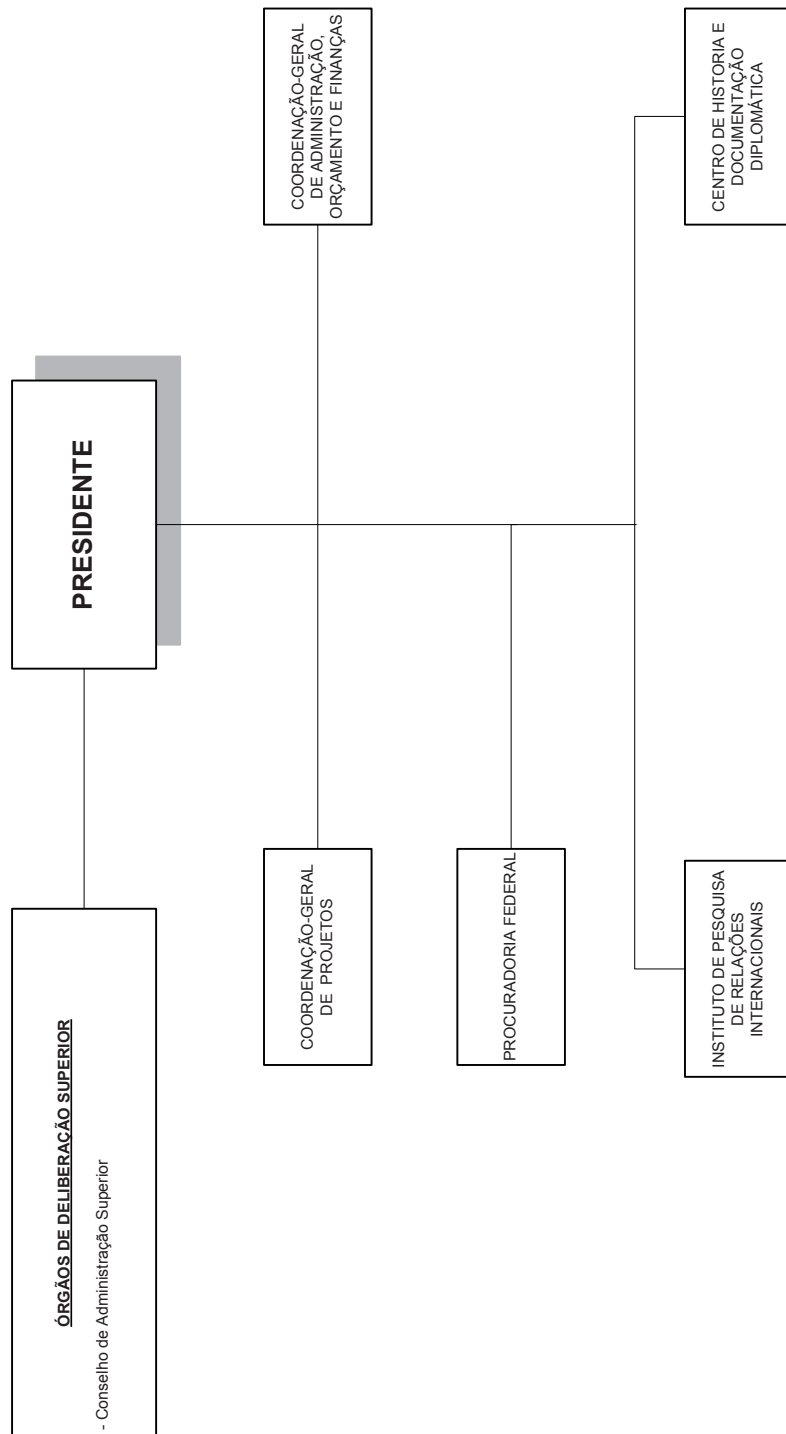 ÓRGÃOS DE DELIBERAÇÃO SUPERIOR
- Conselho de Administração Superior
PRESIDENTE
COORDENAÇÃO-GERAL
DE PROJETOS
COORDENAÇÃO-GERAL
DE ADMINISTRAÇÃO,
ORÇAMENTO E FINANÇAS
PROCURADORIA FEDERAL
INSTITUTO DE PESQUISA
DE RELAÇÕES
INTERNACIONAIS
CENTRO DE HISTORIA E
DOCUMENTAÇÃO
DIPLOMÁTICA